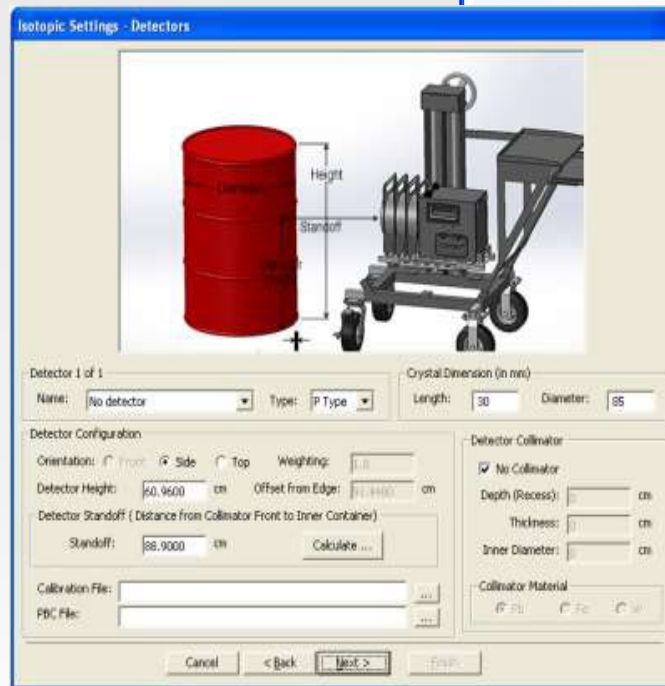 Isotopic Settings - Detectors
Height
Diameter
Standoff
Detector 1 of 1
Name: No detector Type: P Type
Crystal Dimension (in mm)
Length: 30 Diameter: 85
Detector Configuration
Orientation: Front Side Top Weighting: 1.0
Detector Height: 60.9600 cm Offset from Edge: cm
Detector Standoff ( Distance from Collimator Front to Inner Container)
Standoff: 88.9000 cm Calculate ...
Calibration File: ...
PBC File: ...
Detector Collimator
No Collimator
Depth (Recess): 0 cm
Thickness: 0 cm
Inner Diameter: 0 cm
Collimator Material
Pb Fe W
Cancel < Back Next > Finish